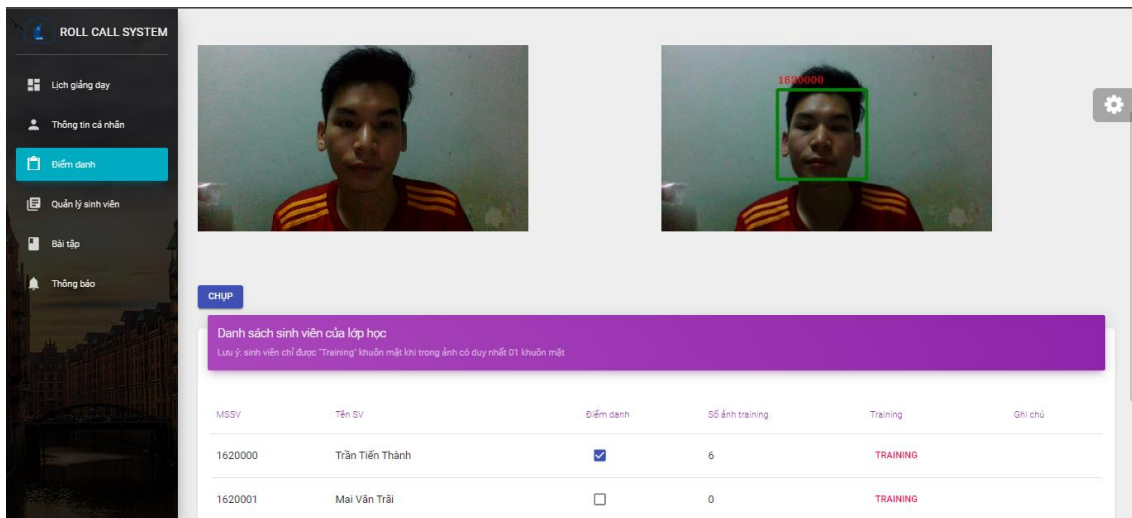 ROLL CALL SYSTEM
Lịch giảng dạy
Thông tin cá nhân
Điểm danh
Quản lý sinh viên
Bài tập
Thông báo
1620000
CHỤP
Danh sách sinh viên của lớp học
Lưu ý: sinh viên chỉ được "Training" khuôn mặt khi trong ảnh có duy nhất 01 khuôn mặt
MSSV Tên SV Điểm danh Số ảnh training Training Ghi chú
1620000 Trần Tiến Thành 6 TRAINING
1620001 Mai Văn Trãi 0 TRAINING